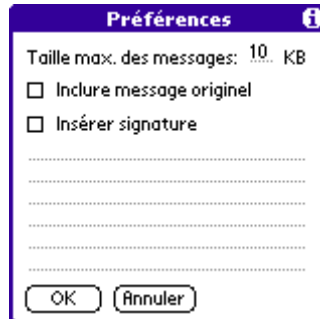 Préférences i
Taille max. des messages: 10 KB
Inclure message originel
Insérer signature
OK Annuler